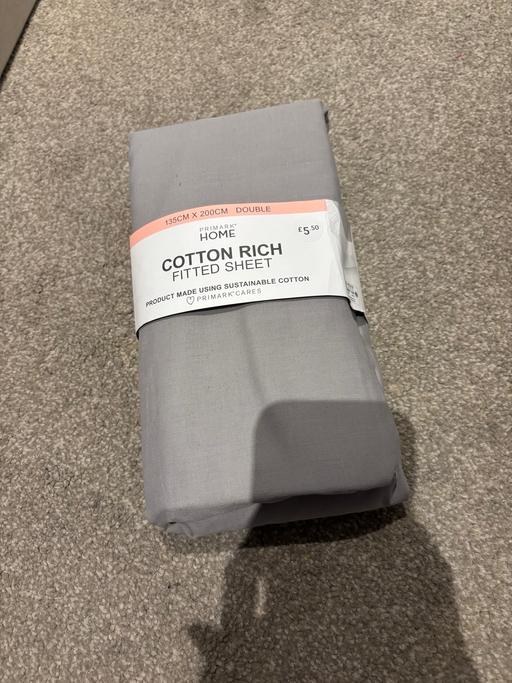 135CM X 200CM DOUBLE
PRIMARK®
HOME
£5.50
COTTON RICH
FITTED SHEET
PRODUCT MADE USING SUSTAINABLE COTTON
PRIMARK® CARES